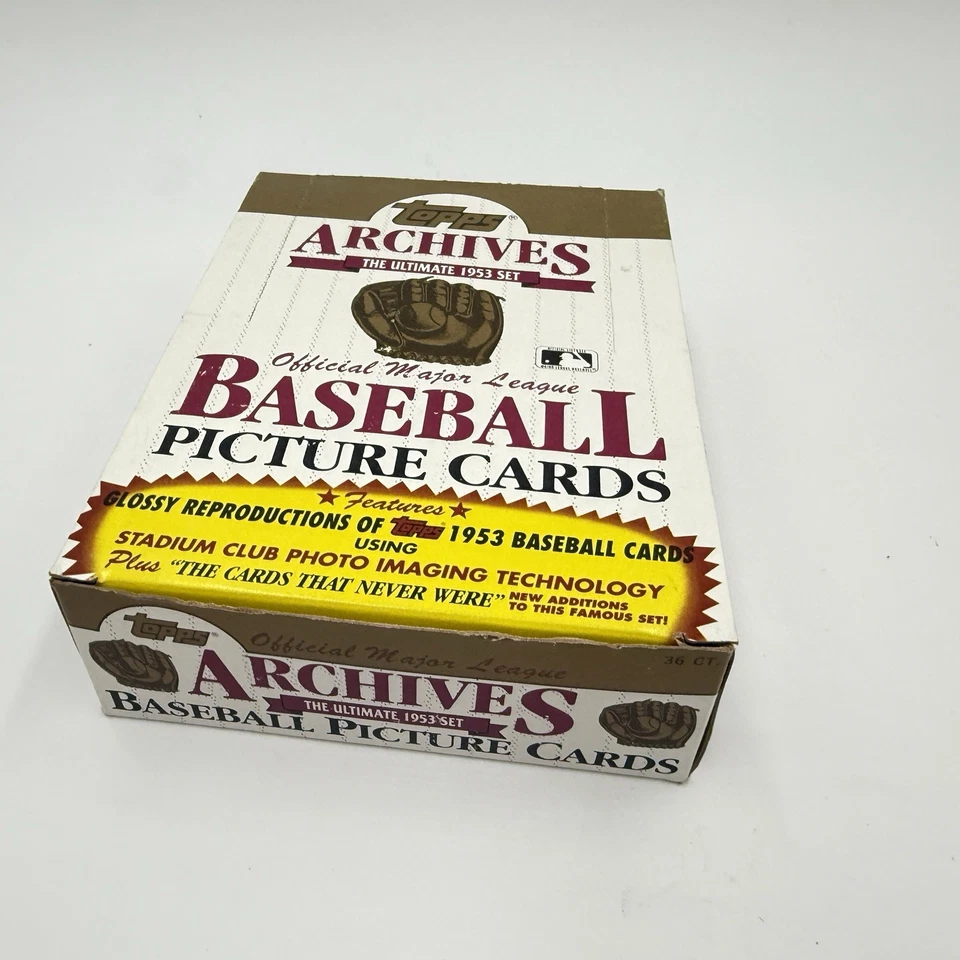 Topps®
ARCHIVES
THE ULTIMATE 1953 SET
Official Major League
BASEBALL
PICTURE CARDS
Features
GLOSSY REPRODUCTIONS OF Topps 1953 BASEBALL CARDS
USING
STADIUM CLUB PHOTO IMAGING TECHNOLOGY
Plus "THE CARDS THAT NEVER WERE" NEW ADDITIONS
TO THIS FAMOUS SET!
Topps®
Official Major League
36 CT.
ARCHIVES
THE ULTIMATE 1953 SET
BASEBALL PICTURE CARDS